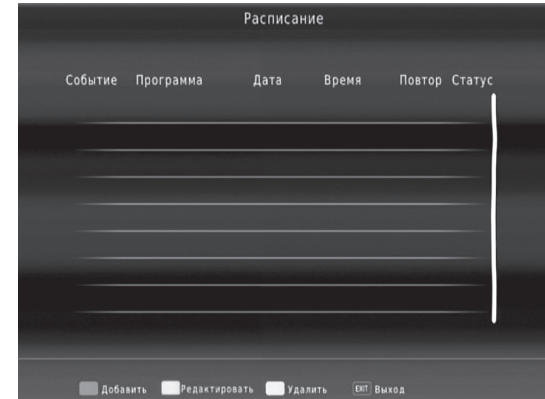 Расписание
Событие Программа Дата Время Повтор Статус
Добавить Редактировать Удалить EXIT Выход